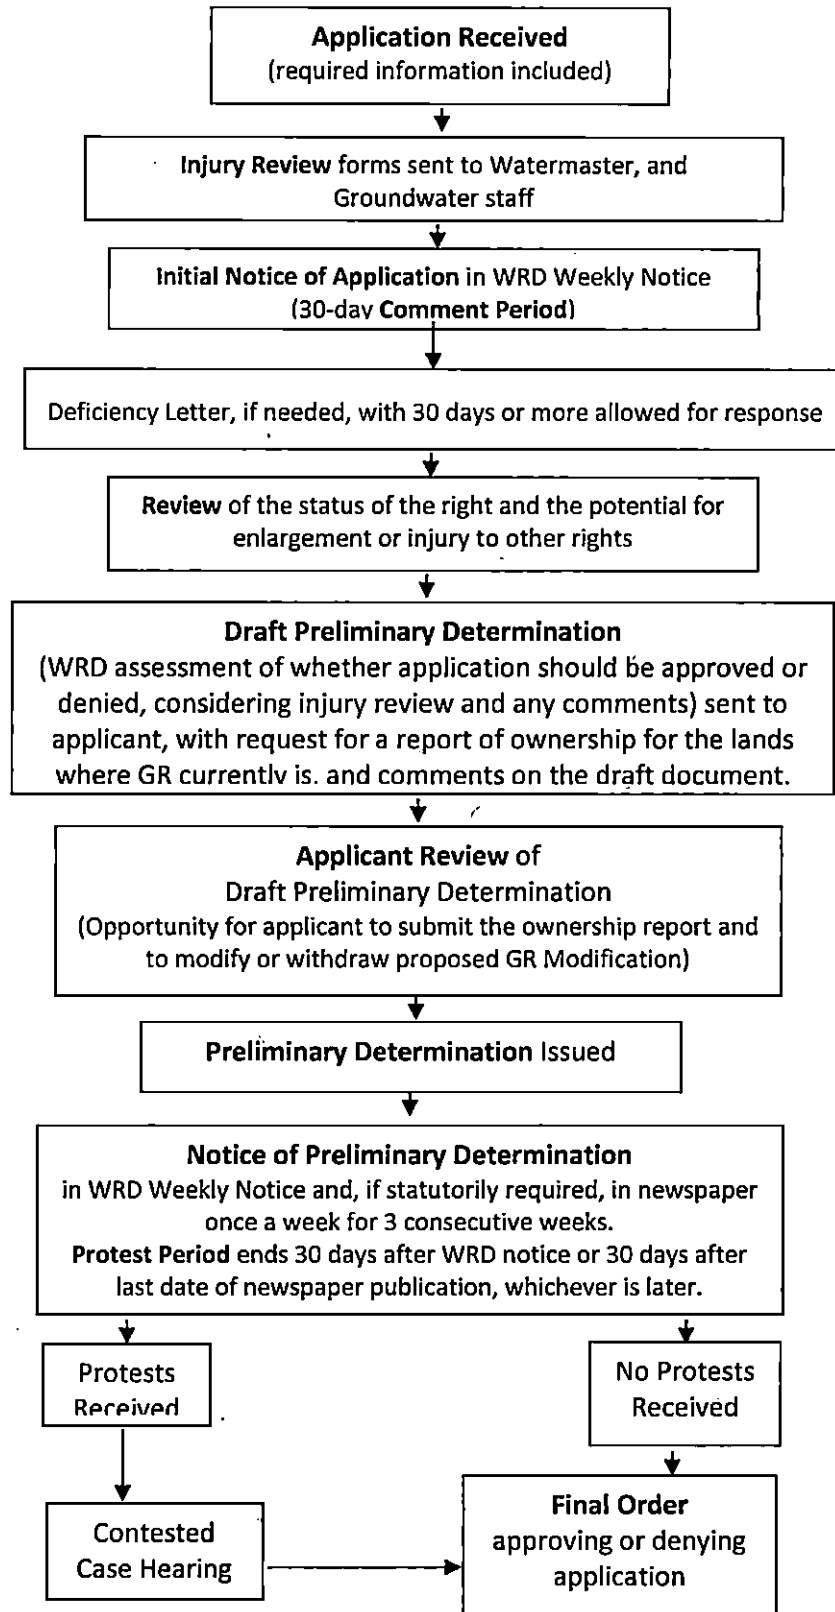 Application Received
(required information included)
Injury Review forms sent to Watermaster, and
Groundwater staff
Initial Notice of Application in WRD Weekly Notice
(30-day Comment Period)
Deficiency Letter, if needed, with 30 days or more allowed for response
Review of the status of the right and the potential for
enlargement or injury to other rights
Draft Preliminary Determination
(WRD assessment of whether application should be approved or
denied, considering injury review and any comments) sent to
applicant, with request for a report of ownership for the lands
where GR currently is. and comments on the draft document.
Applicant Review of
Draft Preliminary Determination
(Opportunity for applicant to submit the ownership report and
to modify or withdraw proposed GR Modification)
Preliminary Determination Issued
Notice of Preliminary Determination
in WRD Weekly Notice and, if statutorily required, in newspaper
once a week for 3 consecutive weeks.
Protest Period ends 30 days after WRD notice or 30 days after
last date of newspaper publication, whichever is later.
Protests
Received
No Protests
Received
Contested
Case Hearing
Final Order
approving or denying
application